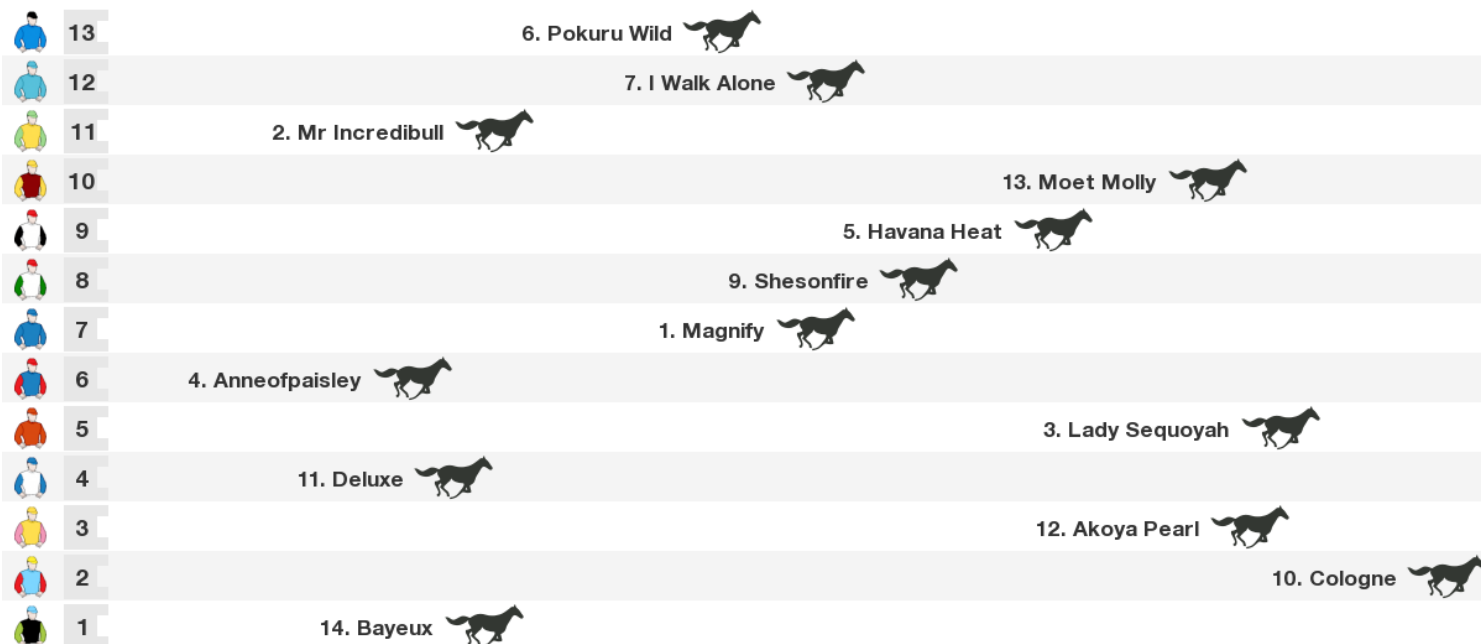 13 6. Pokuru Wild
12 7. I Walk Alone
11 2. Mr Incredibull
10 13. Moet Molly
9 5. Havana Heat
8 9. Shesonfire
7 1. Magnify
6 4. Anneofpaisley
5 3. Lady Sequoyah
4 11. Deluxe
3 12. Akoya Pearl
2 10. Cologne
1 14. Bayeux